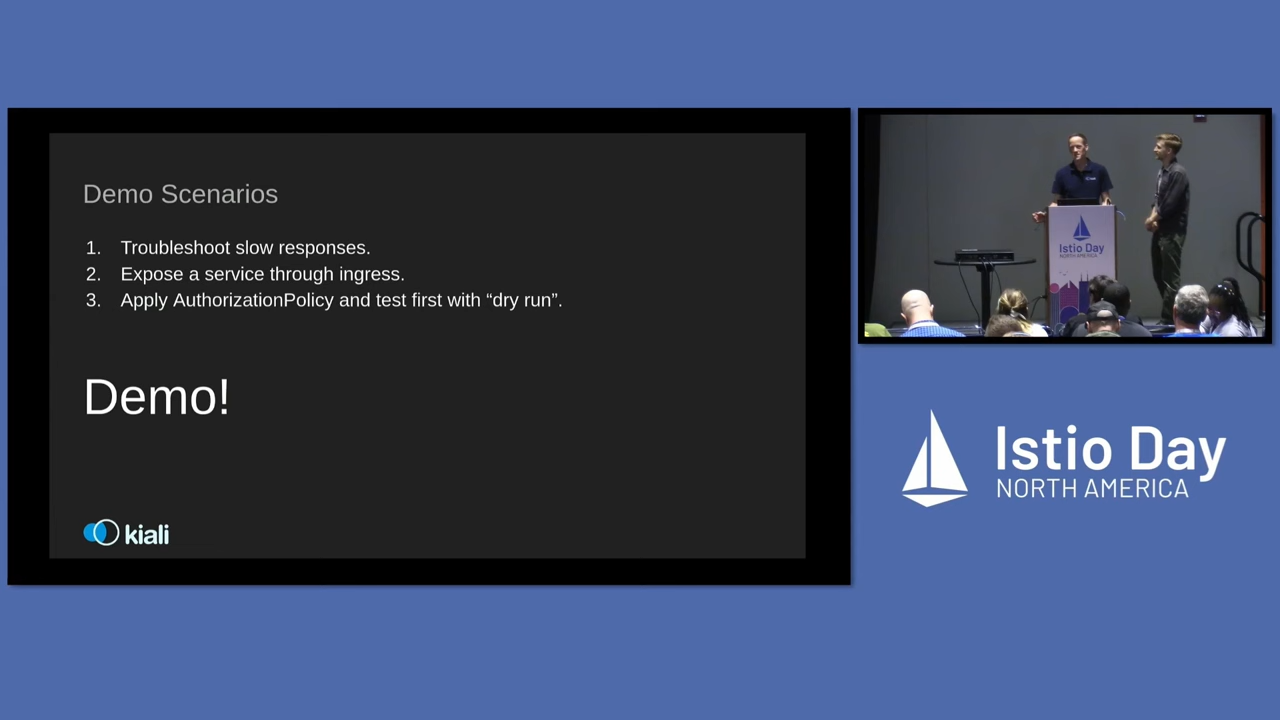 Demo Scenarios
1. Troubleshoot slow responses.
2. Expose a service through ingress.
3. Apply AuthorizationPolicy and test first with “dry run”.
Demo!
kiali
Istio Day
NORTH AMERICA
Istio Day
NORTH AMERICA